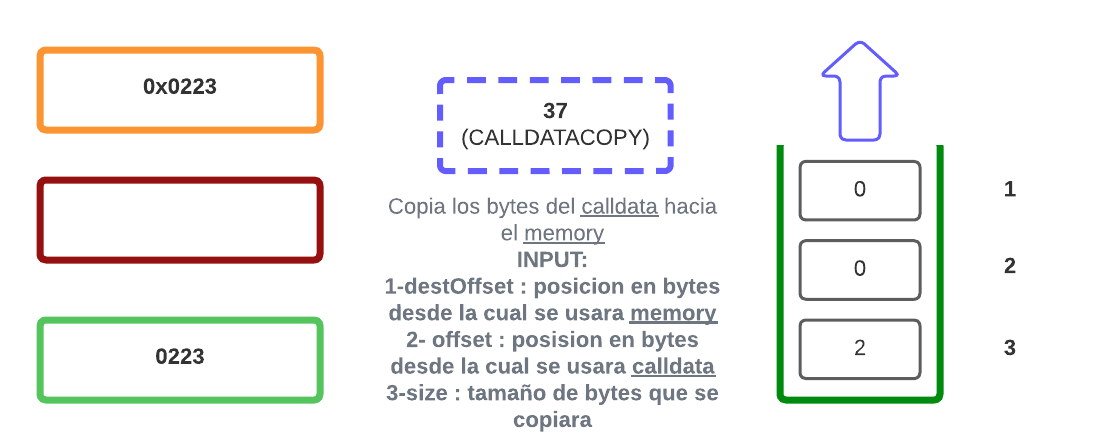 0x0223
0223
37
(CALLDATACOPY)
Copia los bytes del calldata hacia
el memory
INPUT:
1-destOffset : posicion en bytes
desde la cual se usara memory
2- offset : posision en bytes
desde la cual se usara calldata
3-size : tamaño de bytes que se
copiara
0 1
0 2
2 3